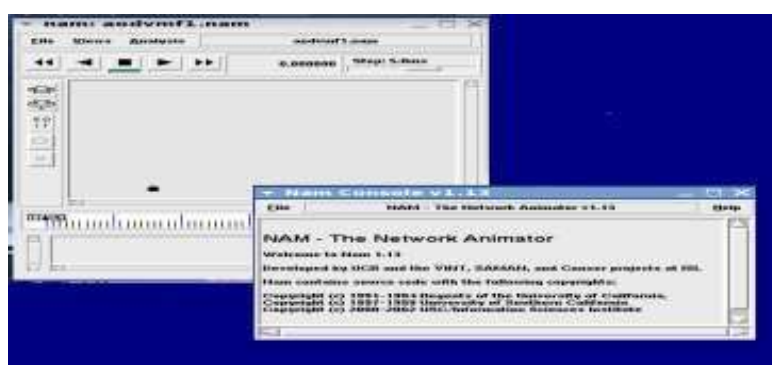 nam: aodvmf1.nam
File Views Analysis aodvmf1.nam
0.000000 Step: 5.0ms
Nam Console v1.13
File NAM - The Network Animator v1.13 Help
NAM - The Network Animator
Welcome to Nam 1.13
Developed by UCB and the VINT, SAMAN, and Conser projects at ISI.
Nam contains source code with the following copyrights:
Copyright (c) 1991-1994 Regents of the University of California.
Copyright (c) 1997-1999 University of Southern California
Copyright (c) 2000-2002 USC/Information Sciences Institute